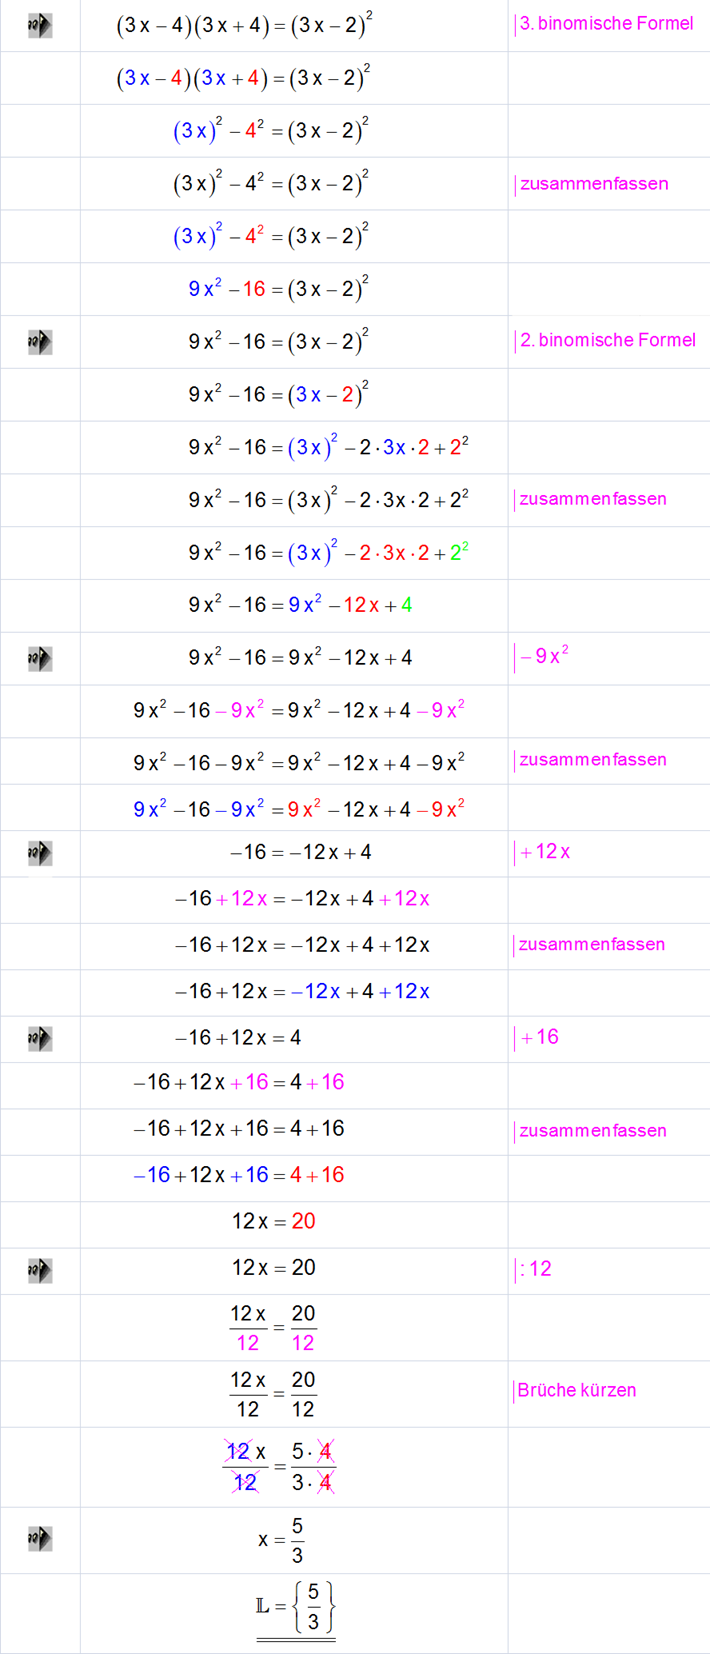 (3x − 4)(3x + 4) = (3x − 2)² |3. binomische Formel
(3x − 4)(3x + 4) = (3x − 2)²
(3x)² − 4² = (3x − 2)²
(3x)² − 4² = (3x − 2)² |zusammenfassen
(3x)² − 4² = (3x − 2)²
9x² − 16 = (3x − 2)²
9x² − 16 = (3x − 2)² |2. binomische Formel
9x² − 16 = (3x − 2)²
9x² − 16 = (3x)² − 2 · 3x · 2 + 2²
9x² − 16 = (3x)² − 2 · 3x · 2 + 2² |zusammenfassen
9x² − 16 = (3x)² − 2 · 3x · 2 + 2²
9x² − 16 = 9x² − 12x + 4
9x² − 16 = 9x² − 12x + 4 |− 9x²
9x² − 16 − 9x² = 9x² − 12x + 4 − 9x²
9x² − 16 − 9x² = 9x² − 12x + 4 − 9x² |zusammenfassen
9x² − 16 − 9x² = 9x² − 12x + 4 − 9x²
−16 = −12x + 4 |+ 12x
−16 + 12x = −12x + 4 + 12x
−16 + 12x = −12x + 4 + 12x |zusammenfassen
−16 + 12x = −12x + 4 + 12x
−16 + 12x = 4 |+ 16
−16 + 12x + 16 = 4 + 16
−16 + 12x + 16 = 4 + 16 |zusammenfassen
−16 + 12x + 16 = 4 + 16
12x = 20
12x = 20 |: 12
12x/12 = 20/12
12x/12 = 20/12 |Brüche kürzen
12x/12 = 5 · 4/3 · 4
x = 5/3
𝕃 = {5/3}